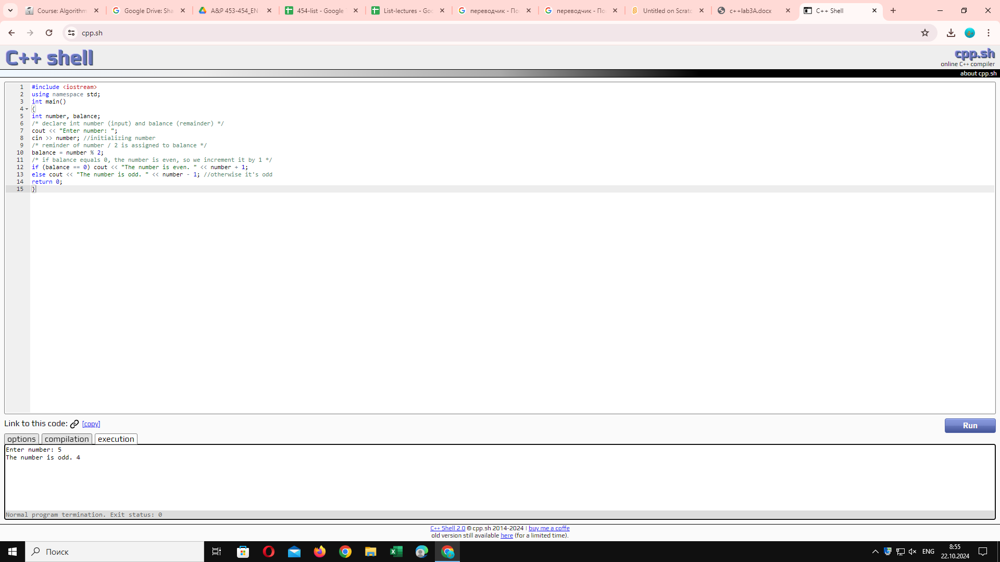 Course: Algorithm
Google Drive: Sha
A&P 453-454_EN
454-list - Google
List-lectures - Goo
переводчик - По
переводчик - По
Untitled on Scratc
c++lab3A.docx
C++ Shell
cpp.sh
C++ shell
cpp.sh
online C++ compiler
about cpp.sh
1 #include <iostream>
2 using namespace std;
3 int main()
4 {
5 int number, balance;
6 /* declare int number (input) and balance (remainder) */
7 cout << "Enter number: ";
8 cin >> number; //initializing number
9 /* reminder of number / 2 is assigned to balance */
10 balance = number % 2;
11 /* if balance equals 0, the number is even, so we increment it by 1 */
12 if (balance == 0) cout << "The number is even. " << number + 1;
13 else cout << "The number is odd. " << number - 1; //otherwise it's odd
14 return 0;
15 }
Link to this code: [copy]
Run
options compilation execution
Enter number: 5
The number is odd. 4
Normal program termination. Exit status: 0
C++ Shell 2.0 © cpp.sh 2014-2024 | buy me a coffe
old version still available here (for a limited time).
Поиск
ENG
8:55
22.10.2024